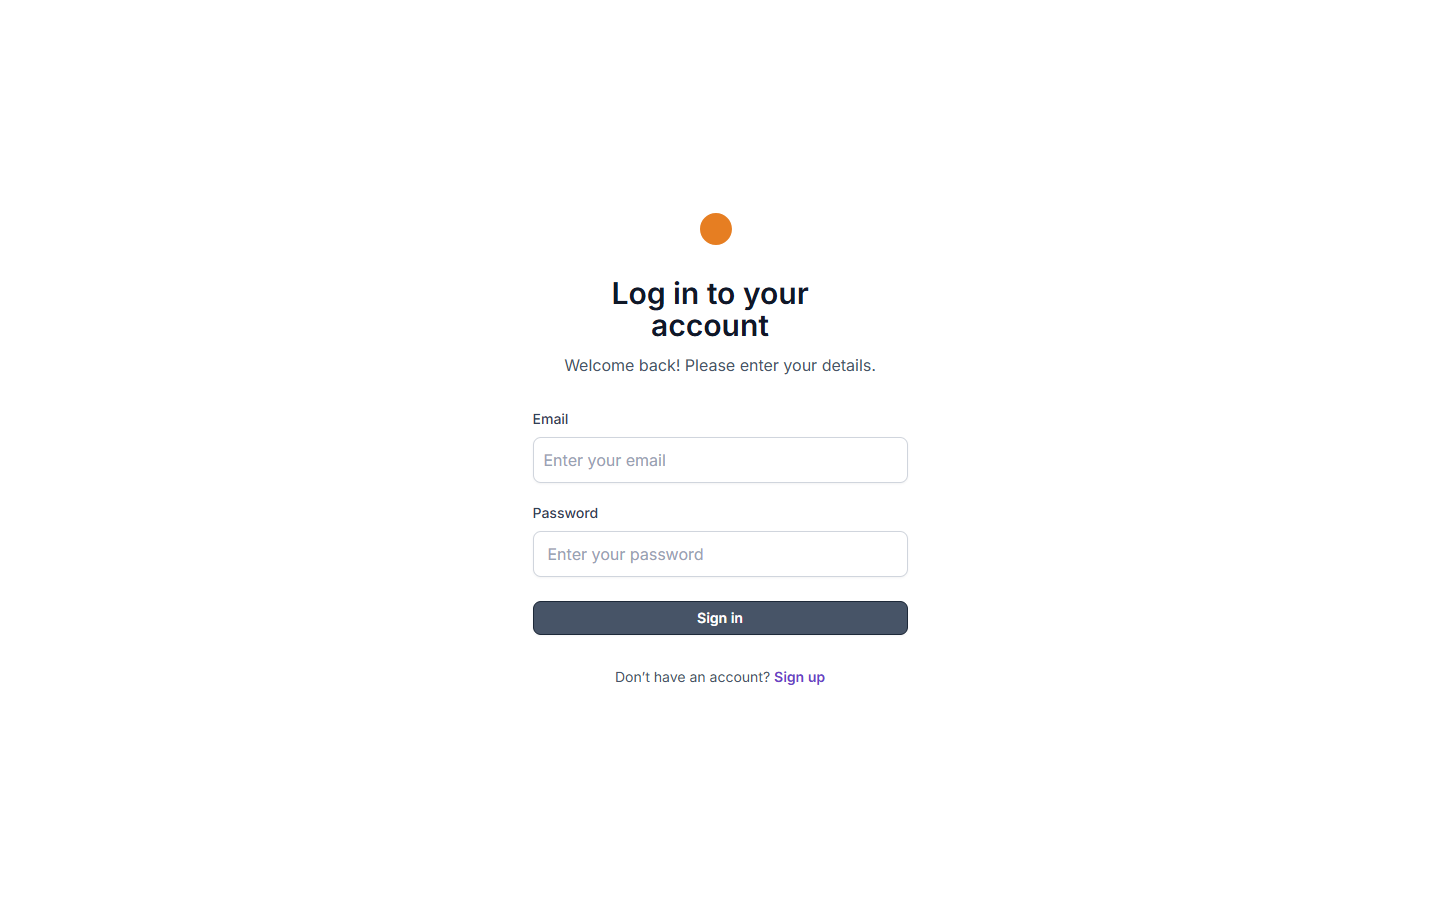 Log in to your
account
Welcome back! Please enter your details.
Email
Enter your email
Password
Enter your password
Sign in
Don’t have an account? Sign up